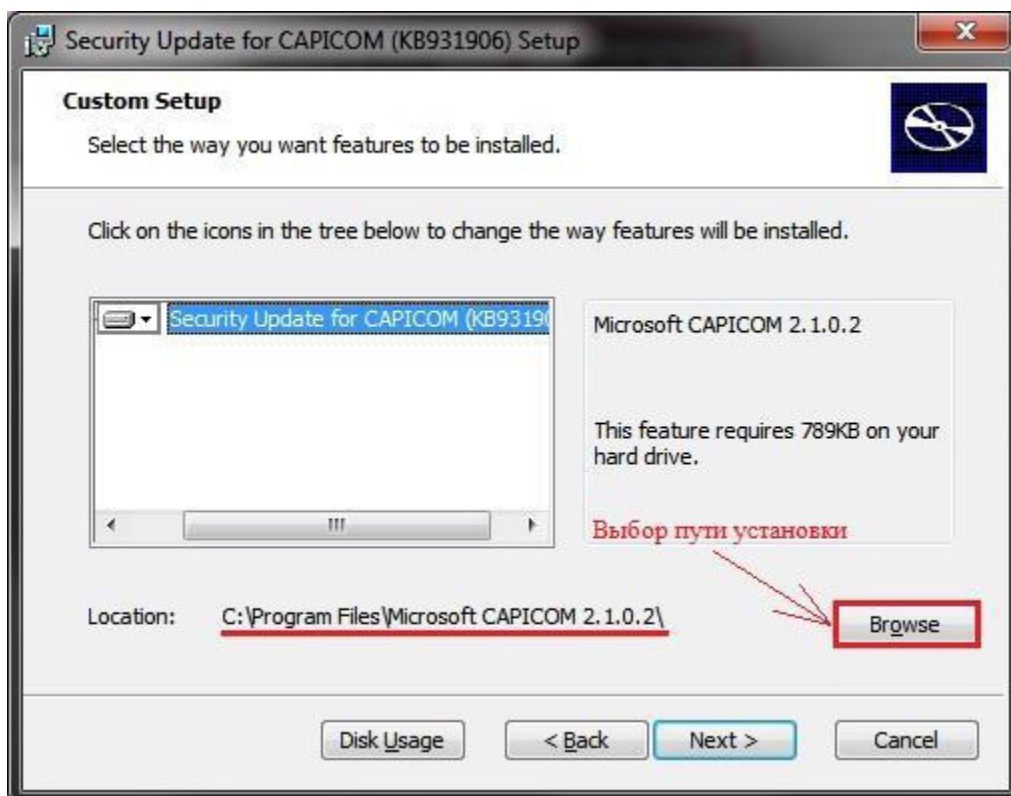 Security Update for CAPICOM (KB931906) Setup
Custom Setup
Select the way you want features to be installed.
Click on the icons in the tree below to change the way features will be installed.
Security Update for CAPICOM (KB93190
Microsoft CAPICOM 2.1.0.2
This feature requires 789KB on your
hard drive.
Выбор пути установки
Location: C:\Program Files\Microsoft CAPICOM 2.1.0.2\
Browse
Disk Usage < Back Next > Cancel